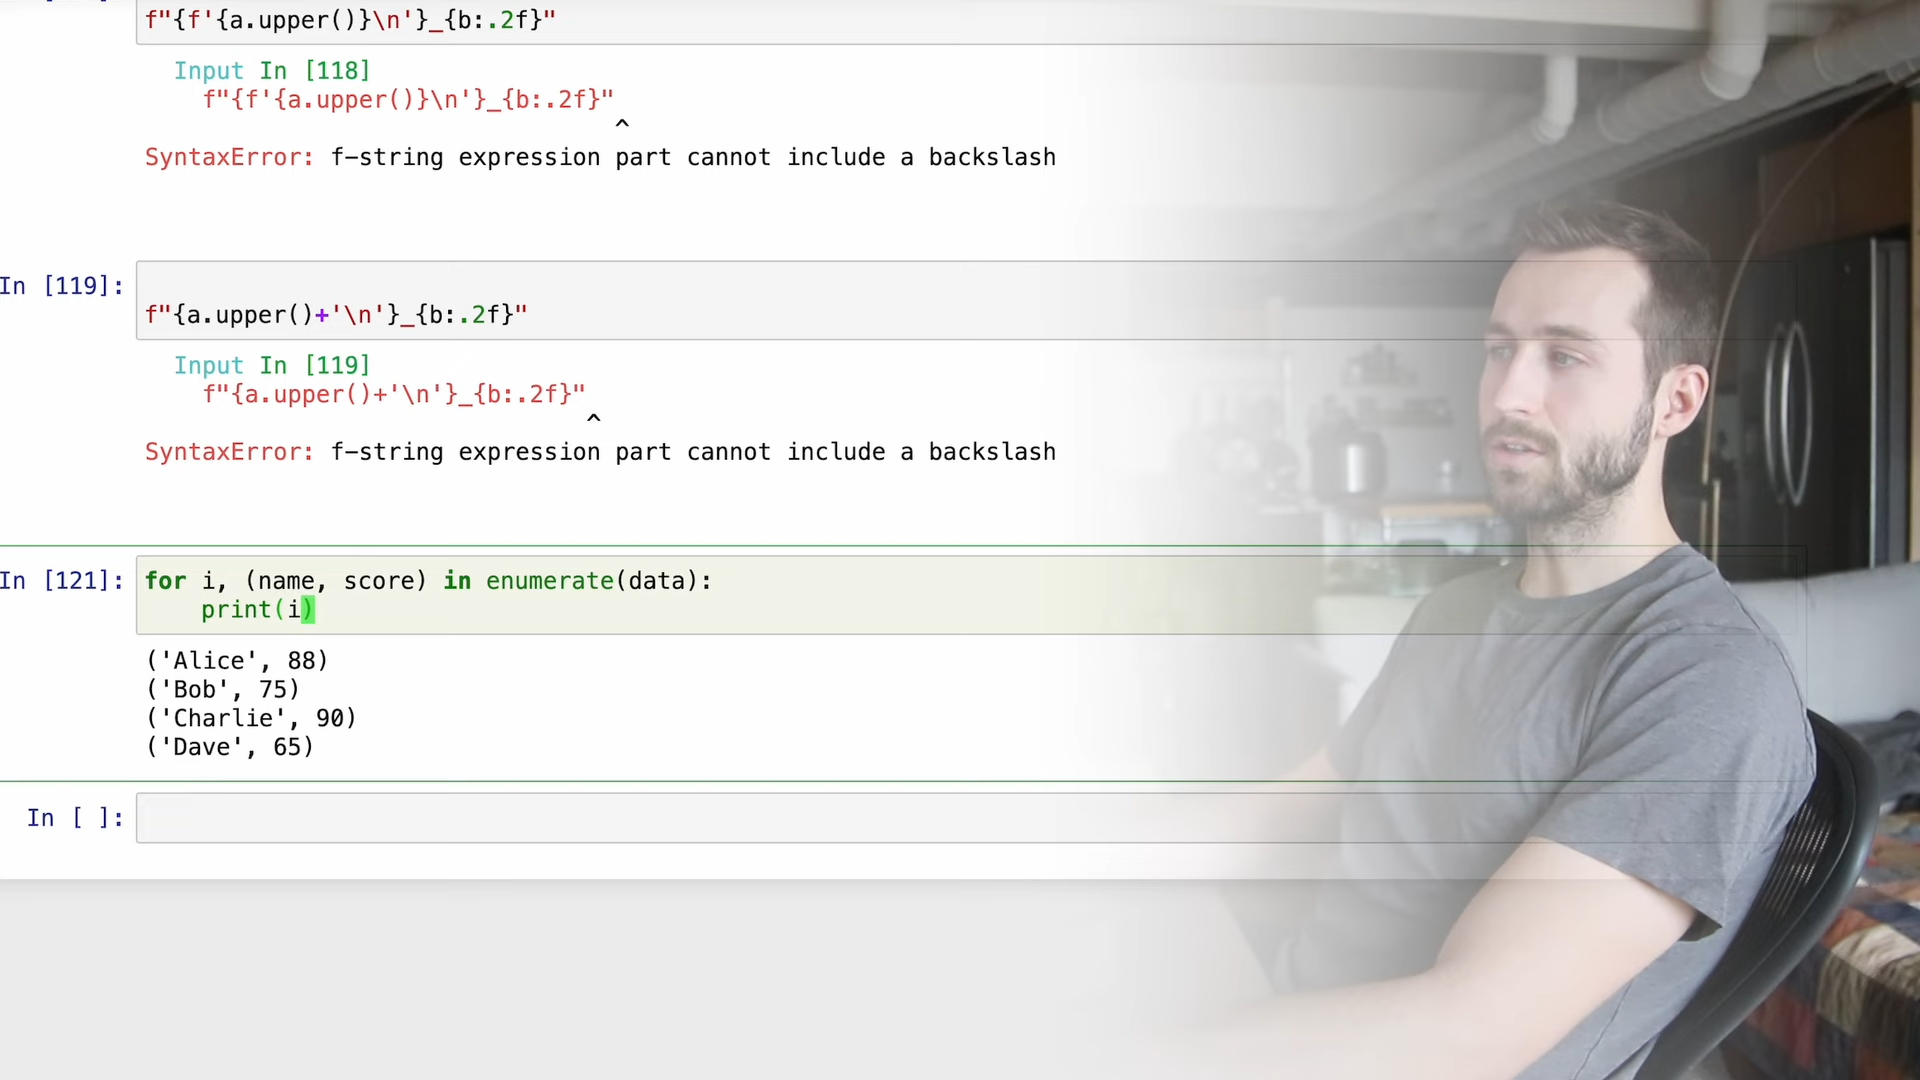 f"{f'{a.upper()}\n'}_{b:.2f}"
Input In [118]
f"{f'{a.upper()}\n'}_{b:.2f}"
^
SyntaxError: f-string expression part cannot include a backslash
In [119]:
f"{a.upper()+'\n'}_{b:.2f}"
Input In [119]
f"{a.upper()+'\n'}_{b:.2f}"
^
SyntaxError: f-string expression part cannot include a backslash
In [121]:
for i, (name, score) in enumerate(data):
print(i)
('Alice', 88)
('Bob', 75)
('Charlie', 90)
('Dave', 65)
In [ ]: